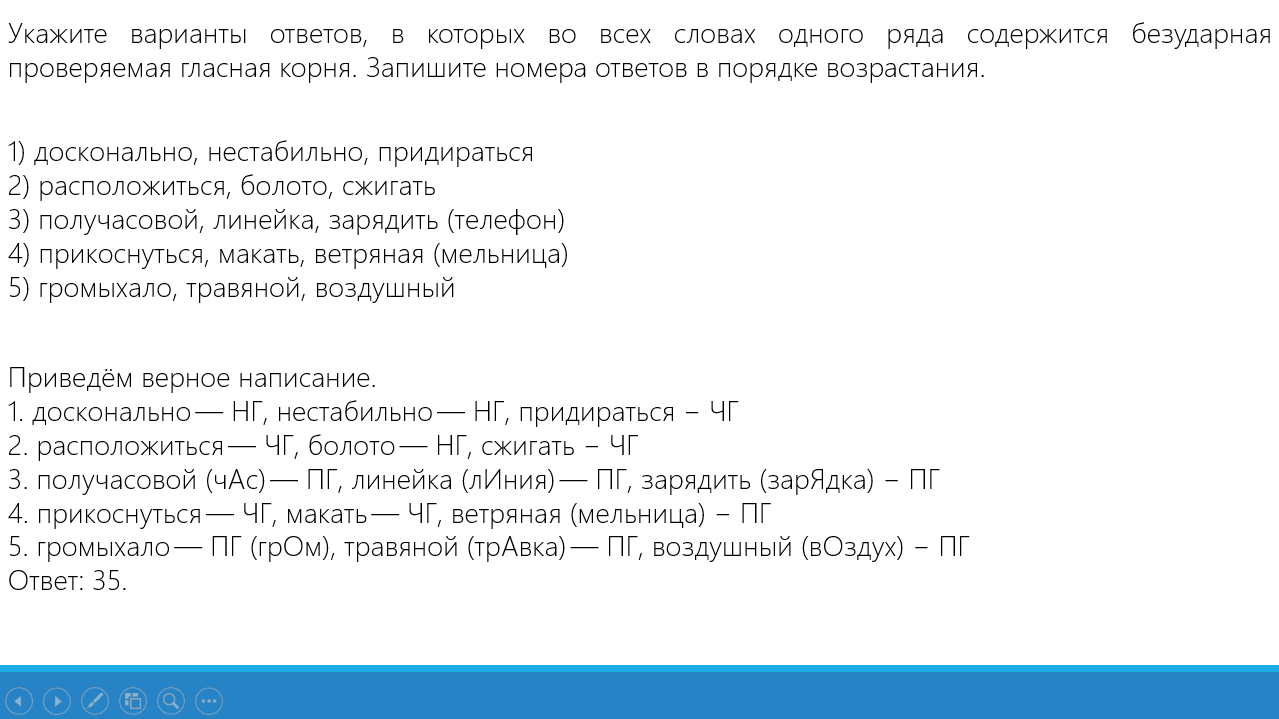 Укажите варианты ответов, в которых во всех словах одного ряда содержится безударная
проверяемая гласная корня. Запишите номера ответов в порядке возрастания.
1) досконально, нестабильно, придираться
2) расположиться, болото, сжигать
3) получасовой, линейка, зарядить (телефон)
4) прикоснуться, макать, ветряная (мельница)
5) громыхало, травяной, воздушный
Приведём верное написание.
1. досконально — НГ, нестабильно — НГ, придираться – ЧГ
2. расположиться — ЧГ, болото — НГ, сжигать – ЧГ
3. получасовой (чАс) — ПГ, линейка (лИния) — ПГ, зарядить (зарЯдка) – ПГ
4. прикоснуться — ЧГ, макать — ЧГ, ветряная (мельница) – ПГ
5. громыхало — ПГ (грОм), травяной (трАвка) — ПГ, воздушный (вОздух) – ПГ
Ответ: 35.